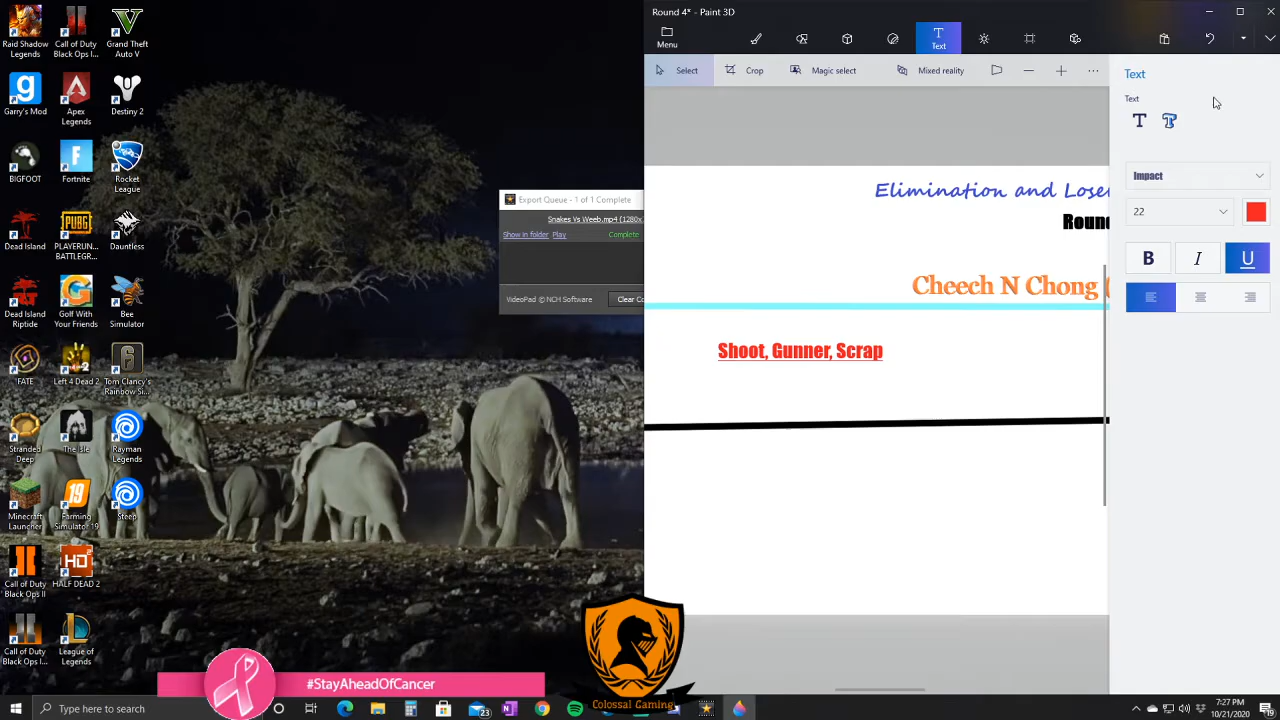 Raid Shadow Legends
Call of Duty Black Ops I...
Grand Theft Auto V
Garry's Mod
Apex Legends
Destiny 2
BIGFOOT
Fortnite
Rocket League
Dead Island
PLAYERUN... BATTLEGR...
Dauntless
Dead Island Riptide
Golf With Your Friends
Bee Simulator
FATE
Left 4 Dead 2
Tom Clancy's Rainbow Si...
Stranded Deep
The Isle
Rayman Legends
Minecraft Launcher
Farming Simulator 19
Steep
Call of Duty Black Ops II
HALF DEAD 2
Call of Duty Black Ops I...
League of Legends
Export Queue - 1 of 1 Complete
Snakes Vs Weeb.mp4 (1280x
Show in folder Play Complete
VideoPad © NCH Software Clear Co
Round 4* - Paint 3D
Menu
Text
Select
Crop
Magic select
Mixed reality
Elimination and Loser
Round
Cheech N Chong (
Shoot, Gunner, Scrap
Text
Text
Impact
22
B I U
#StayAheadOfCancer
Colossal Gaming
Type here to search
23
7:27 PM
10/21/2020
19